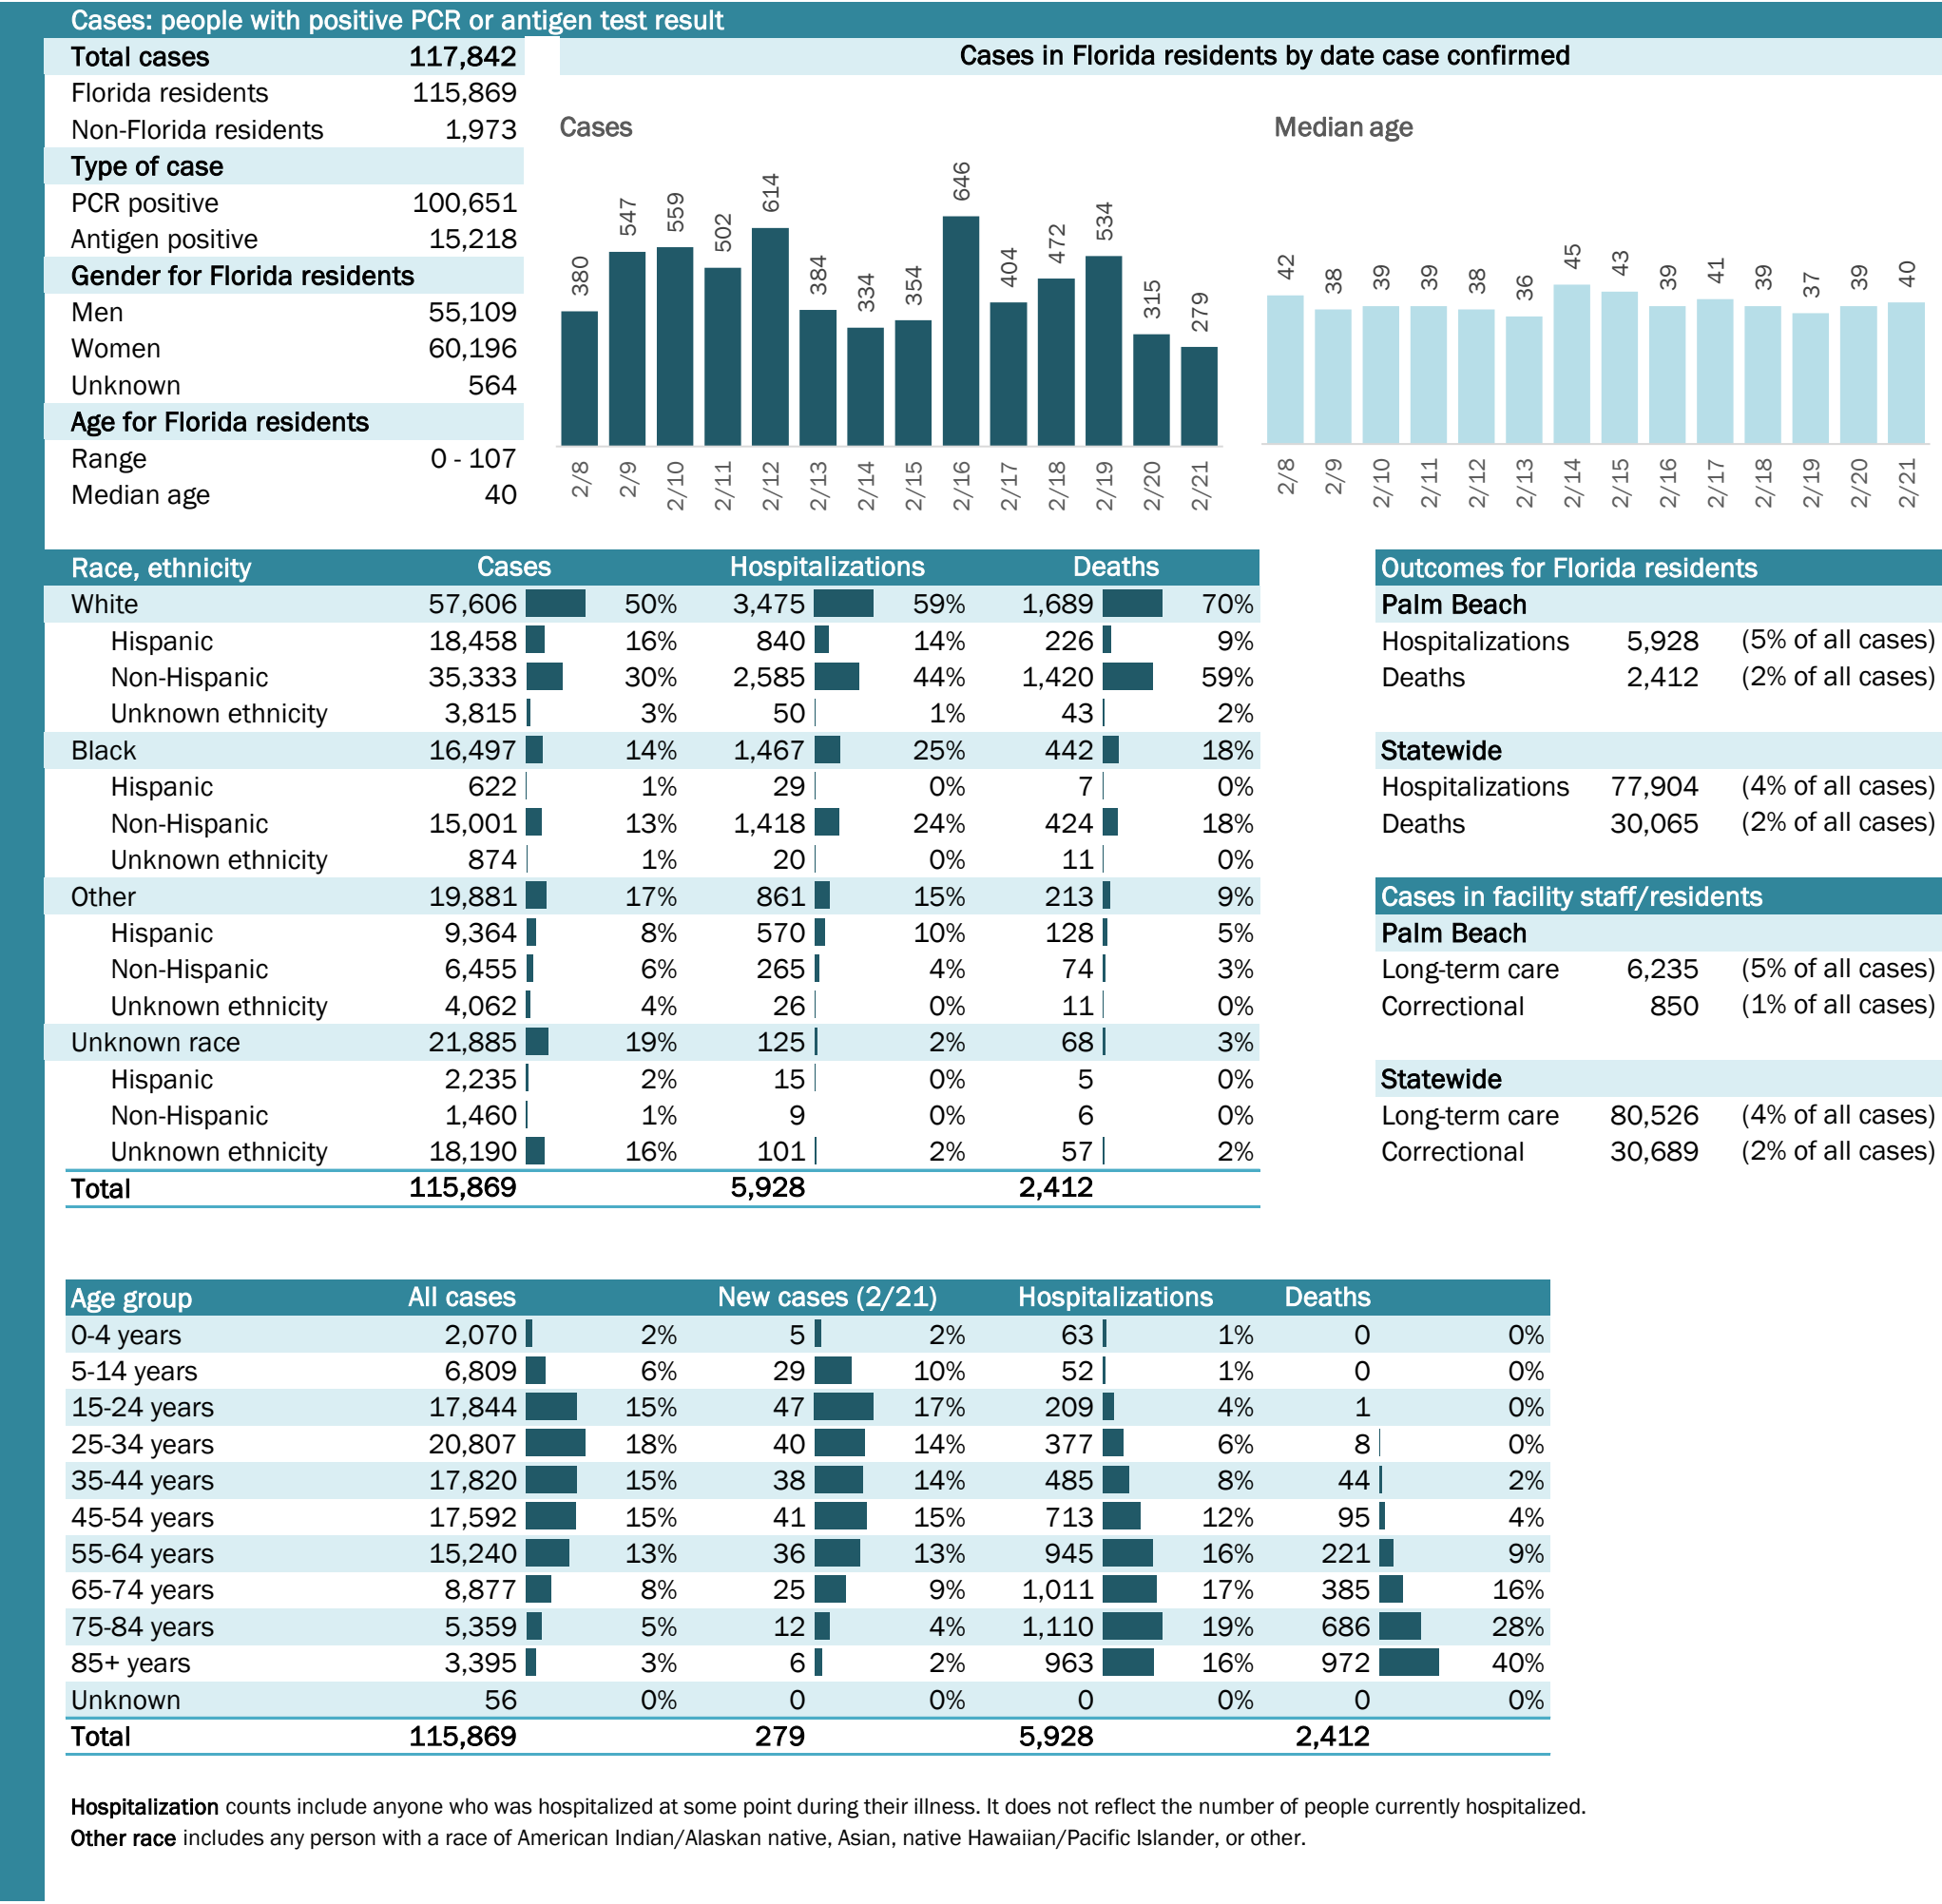 Cases: people with positive PCR or antigen test result
Total cases 117,842
Florida residents 115,869
Non-Florida residents 1,973
Type of case
PCR positive 100,651
Antigen positive 15,218
Gender for Florida residents
Men 55,109
Women 60,196
Unknown 564
Age for Florida residents
Range 0 - 107
Median age 40
Cases in Florida residents by date case confirmed
Cases
380 547 559 502 614 384 334 354 646 404 472 534 315 279
2/8 2/9 2/10 2/11 2/12 2/13 2/14 2/15 2/16 2/17 2/18 2/19 2/20 2/21
Median age
42 38 39 39 38 36 45 43 39 41 39 37 39 40
2/8 2/9 2/10 2/11 2/12 2/13 2/14 2/15 2/16 2/17 2/18 2/19 2/20 2/21
Race, ethnicity Cases Hospitalizations Deaths
White 57,606 50% 3,475 59% 1,689 70%
Hispanic 18,458 16% 840 14% 226 9%
Non-Hispanic 35,333 30% 2,585 44% 1,420 59%
Unknown ethnicity 3,815 3% 50 1% 43 2%
Black 16,497 14% 1,467 25% 442 18%
Hispanic 622 1% 29 0% 7 0%
Non-Hispanic 15,001 13% 1,418 24% 424 18%
Unknown ethnicity 874 1% 20 0% 11 0%
Other 19,881 17% 861 15% 213 9%
Hispanic 9,364 8% 570 10% 128 5%
Non-Hispanic 6,455 6% 265 4% 74 3%
Unknown ethnicity 4,062 4% 26 0% 11 0%
Unknown race 21,885 19% 125 2% 68 3%
Hispanic 2,235 2% 15 0% 5 0%
Non-Hispanic 1,460 1% 9 0% 6 0%
Unknown ethnicity 18,190 16% 101 2% 57 2%
Total 115,869 5,928 2,412
Outcomes for Florida residents
Palm Beach
Hospitalizations 5,928 (5% of all cases)
Deaths 2,412 (2% of all cases)
Statewide
Hospitalizations 77,904 (4% of all cases)
Deaths 30,065 (2% of all cases)
Cases in facility staff/residents
Palm Beach
Long-term care 6,235 (5% of all cases)
Correctional 850 (1% of all cases)
Statewide
Long-term care 80,526 (4% of all cases)
Correctional 30,689 (2% of all cases)
Age group All cases New cases (2/21) Hospitalizations Deaths
0-4 years 2,070 2% 5 2% 63 1% 0 0%
5-14 years 6,809 6% 29 10% 52 1% 0 0%
15-24 years 17,844 15% 47 17% 209 4% 1 0%
25-34 years 20,807 18% 40 14% 377 6% 8 0%
35-44 years 17,820 15% 38 14% 485 8% 44 2%
45-54 years 17,592 15% 41 15% 713 12% 95 4%
55-64 years 15,240 13% 36 13% 945 16% 221 9%
65-74 years 8,877 8% 25 9% 1,011 17% 385 16%
75-84 years 5,359 5% 12 4% 1,110 19% 686 28%
85+ years 3,395 3% 6 2% 963 16% 972 40%
Unknown 56 0% 0 0% 0 0% 0 0%
Total 115,869 279 5,928 2,412
Hospitalization counts include anyone who was hospitalized at some point during their illness. It does not reflect the number of people currently hospitalized.
Other race includes any person with a race of American Indian/Alaskan native, Asian, native Hawaiian/Pacific Islander, or other.